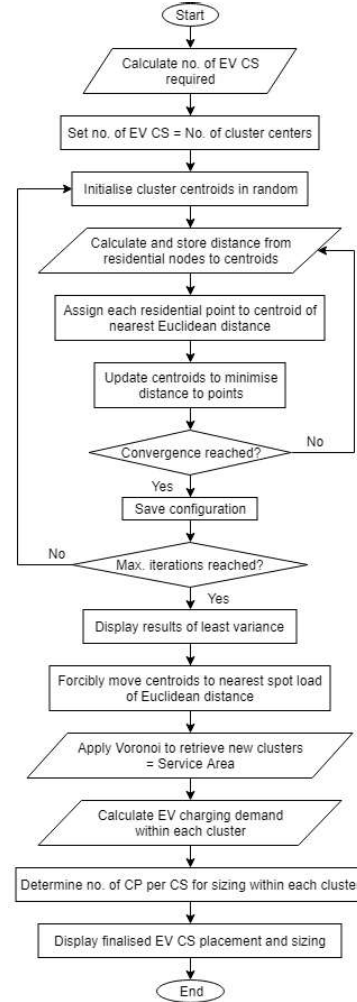 Start
Calculate no. of EV CS
required
Set no. of EV CS = No. of cluster centers
Initialise cluster centroids in random
Calculate and store distance from
residential nodes to centroids
Assign each residential point to centroid of
nearest Euclidean distance
Update centroids to minimise
distance to points
No
Convergence reached?
Yes
Save configuration
No
Max. iterations reached?
Yes
Display results of least variance
Forcibly move centroids to nearest spot load
of Euclidean distance
Apply Voronoi to retrieve new clusters
= Service Area
Calculate EV charging demand
within each cluster
Determine no. of CP per CS for sizing within each cluster
Display finalised EV CS placement and sizing
End